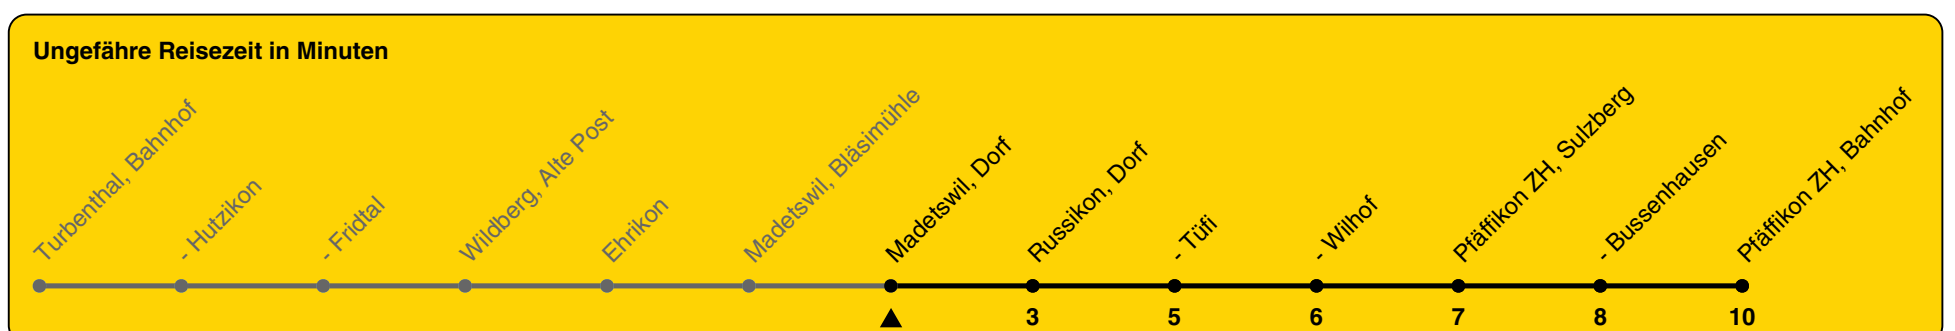 Ungefähre Reisezeit in Minuten
Turbenthal, Bahnhof
- Hutzikon
- Fridtal
Wildberg, Alte Post
Ehrikon
Madetswil, Bläsimühle
Madetswil, Dorf
Russikon, Dorf
- Tüfi
- Wilhof
Pfäffikon ZH, Sulzberg
- Bussenhausen
Pfäffikon ZH, Bahnhof
3 5 6 7 8 10